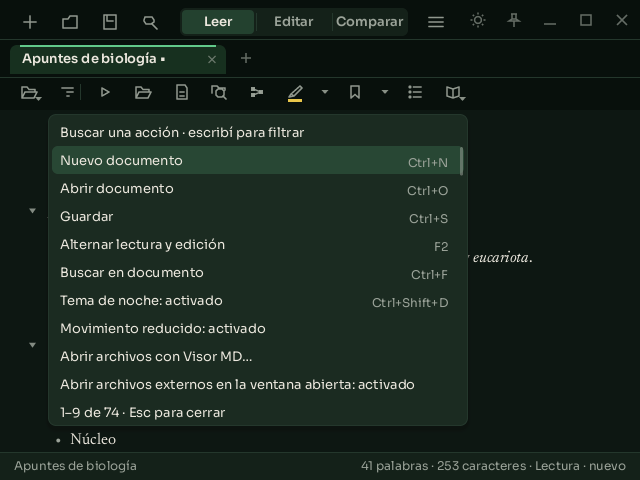 Leer
Editar
Comparar
Apuntes de biología •
Buscar una acción · escribí para filtrar
Nuevo documento Ctrl+N
Abrir documento Ctrl+O
Guardar Ctrl+S
Alternar lectura y edición F2
eucariota.
Buscar en documento Ctrl+F
Tema de noche: activado Ctrl+Shift+D
Movimiento reducido: activado
Abrir archivos con Visor MD...
Abrir archivos externos en la ventana abierta: activado
1–9 de 74 · Esc para cerrar
• Núcleo
Apuntes de biología
41 palabras · 253 caracteres · Lectura · nuevo